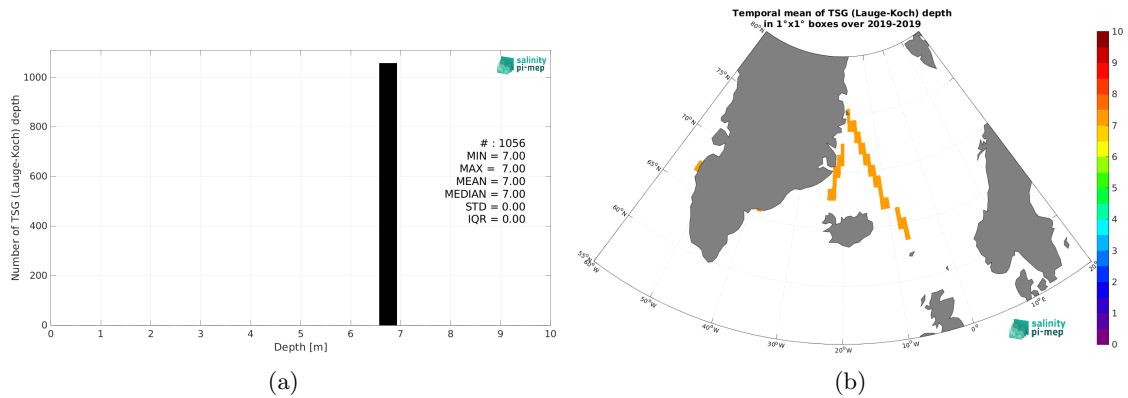 salinity
pi-mep
1000
800
600
400
200
0
Number of TSG (Lauge-Koch) depth
# : 1056
MIN = 7.00
MAX = 7.00
MEAN = 7.00
MEDIAN = 7.00
STD = 0.00
IQR = 0.00
0 1 2 3 4 5 6 7 8 9 10
Depth [m]
(a)
Temporal mean of TSG (Lauge-Koch) depth
in 1°x1° boxes over 2019-2019
80°N
75°N
70°N
65°N
60°N
55°N
60°W
50°W
40°W
30°W
20°W
10°W
0°
10°E
salinity
pi-mep
10
9
8
7
6
5
4
3
2
1
0
(b)